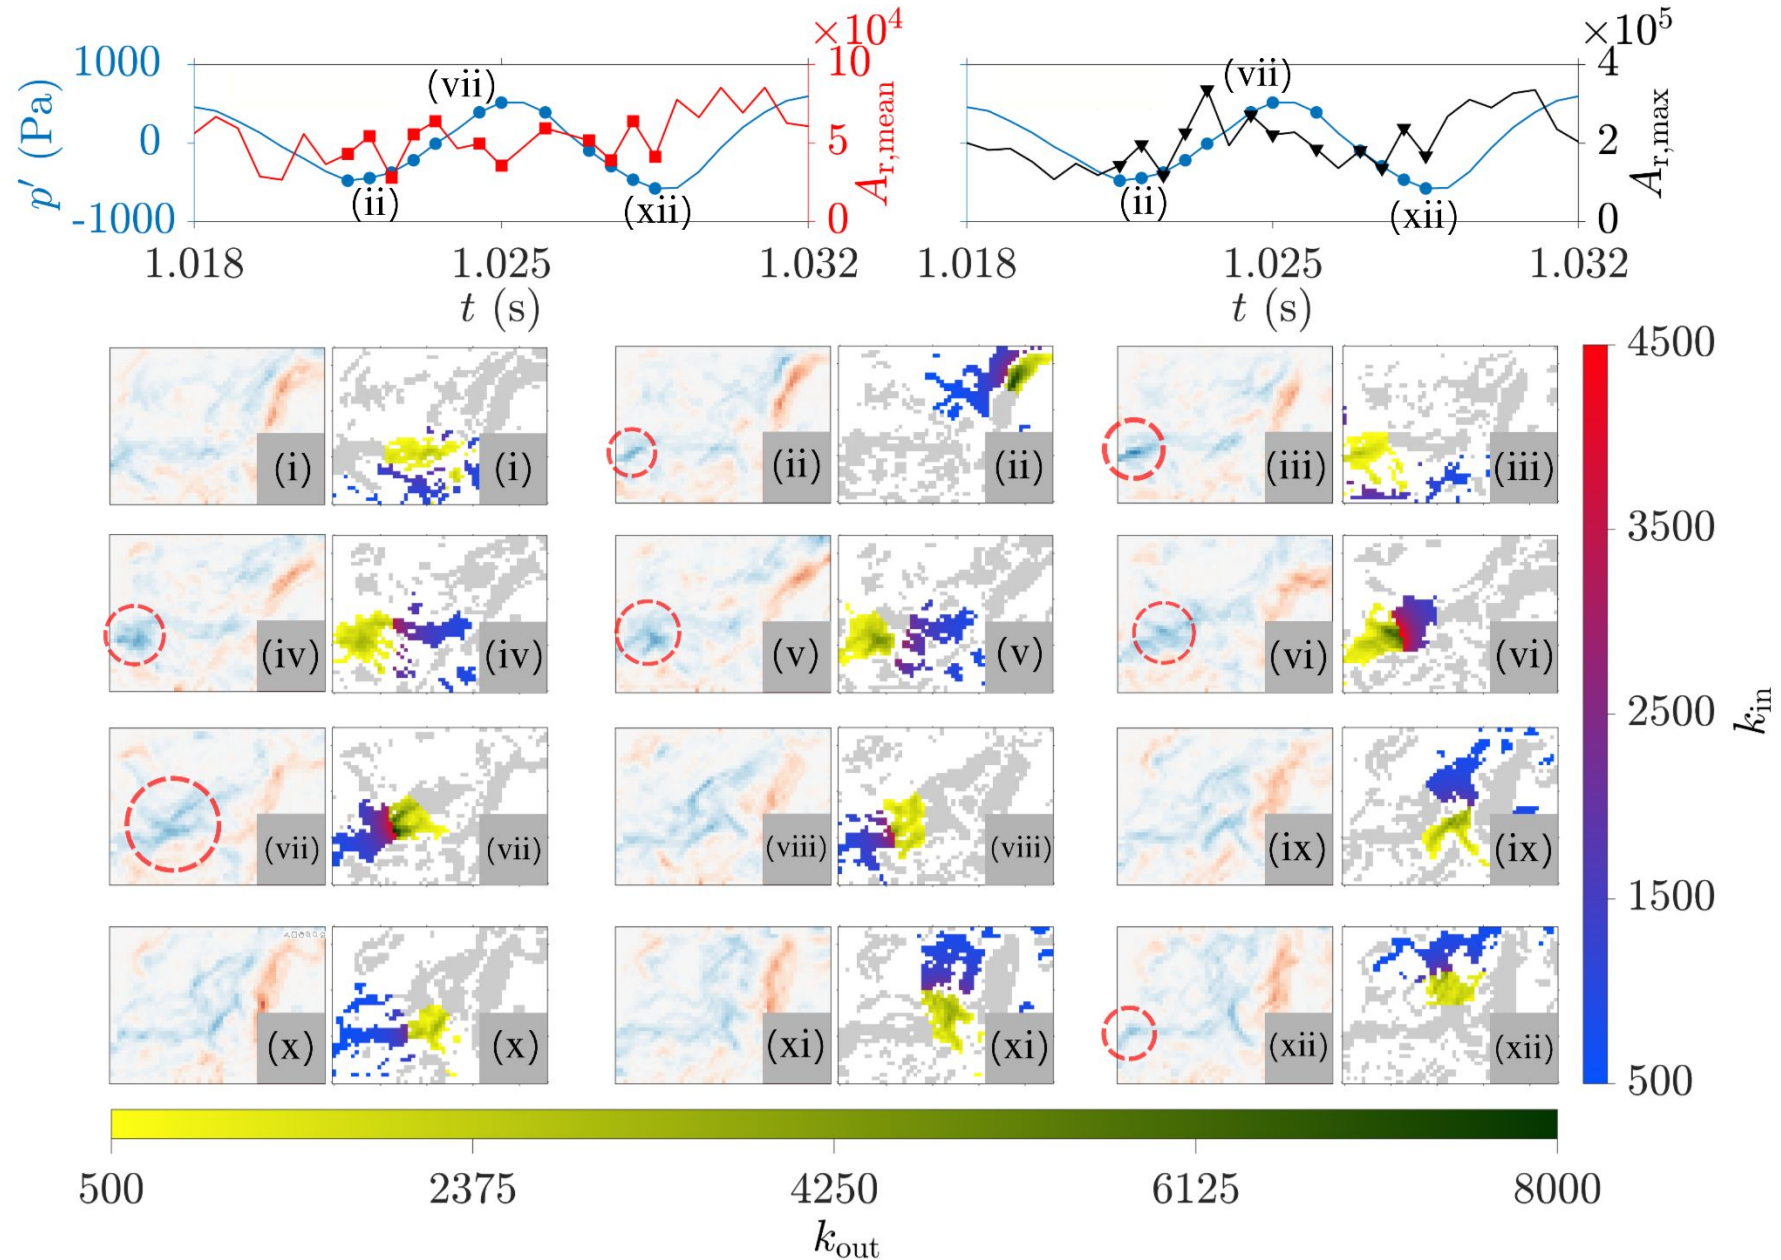 ×10⁴
×10⁵
1000 10 4
(vii) (vii)
p′ (Pa) 0 5 A_r,mean 2 A_r,max
(ii) (xii) (ii) (xii)
-1000 0 0
1.018 1.025 1.032 1.018 1.025 1.032
t (s) t (s)
4500
(i) (i) (ii) (ii) (iii) (iii)
3500
(iv) (iv) (v) (v) (vi) (vi)
2500 k_in
(vii) (vii) (viii) (viii) (ix) (ix)
1500
(x) (x) (xi) (xi) (xii) (xii)
500
500 2375 4250 6125 8000
k_out